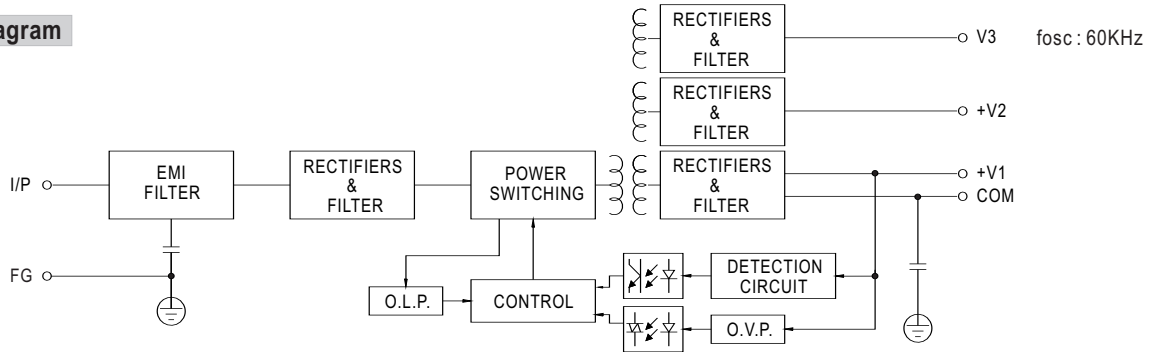 agram
RECTIFIERS
&
FILTER
V3
fosc : 60KHz
RECTIFIERS
&
FILTER
+V2
I/P
EMI
FILTER
RECTIFIERS
&
FILTER
POWER
SWITCHING
RECTIFIERS
&
FILTER
+V1
COM
FG
O.L.P.
CONTROL
DETECTION
CIRCUIT
O.V.P.